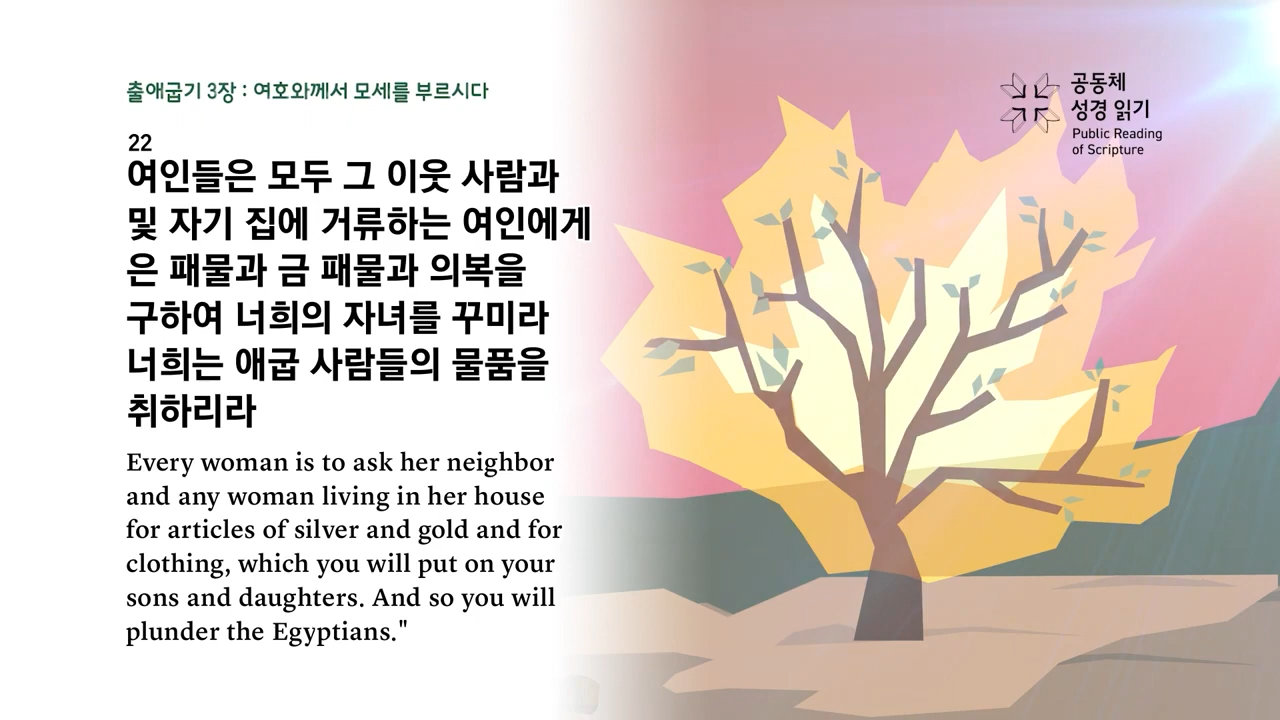 출애굽기 3장 : 여호와께서 모세를 부르시다
공동체
성경 읽기
Public Reading
of Scripture
22
여인들은 모두 그 이웃 사람과
및 자기 집에 거류하는 여인에게
은 패물과 금 패물과 의복을
구하여 너희의 자녀를 꾸미라
너희는 애굽 사람들의 물품을
취하리라
Every woman is to ask her neighbor
and any woman living in her house
for articles of silver and gold and for
clothing, which you will put on your
sons and daughters. And so you will
plunder the Egyptians."